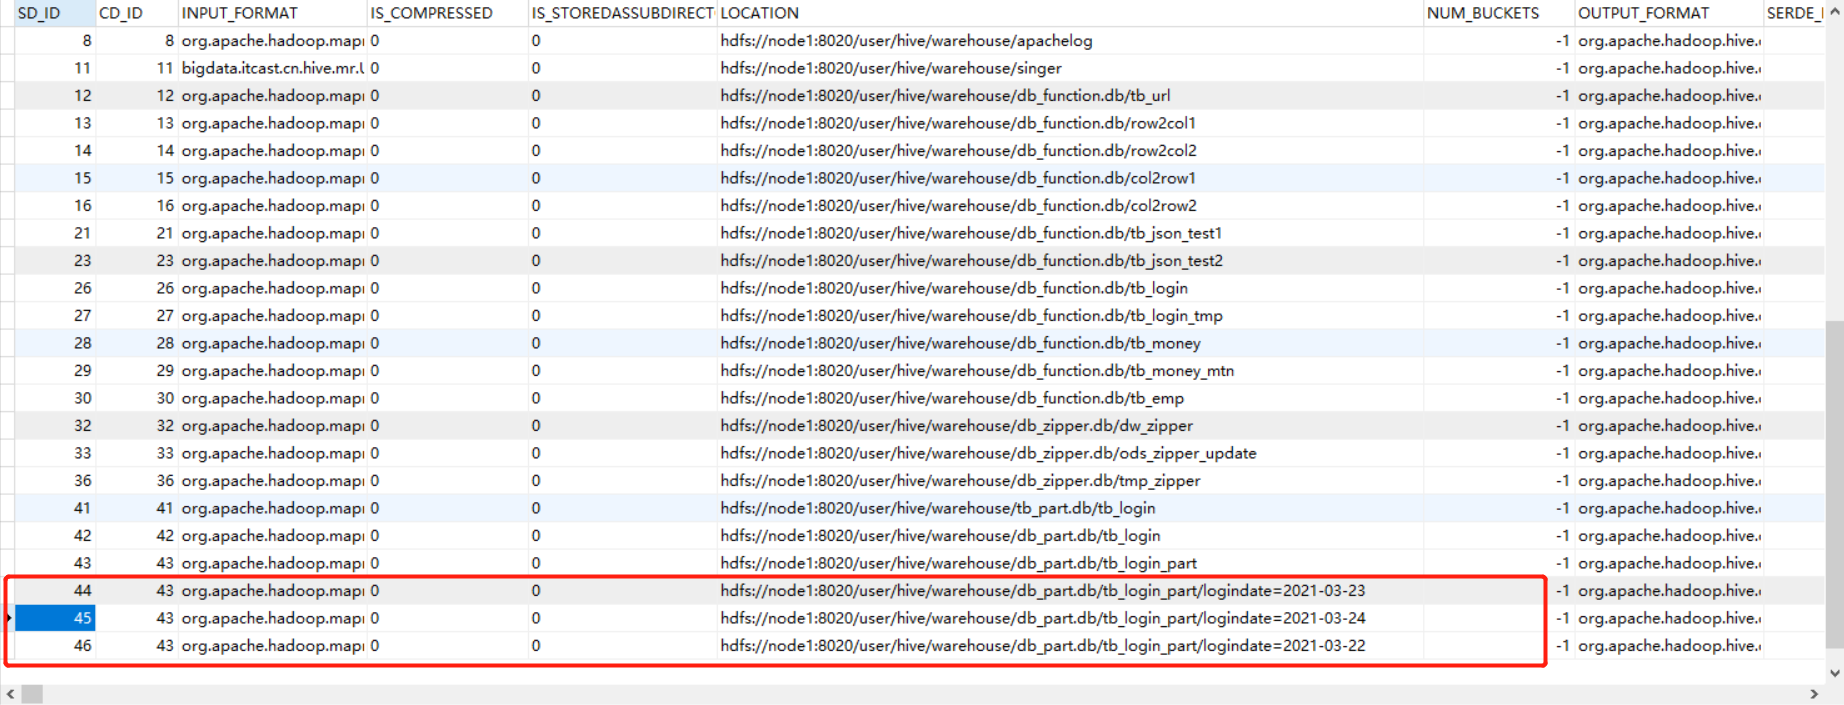 SD_ID CD_ID INPUT_FORMAT IS_COMPRESSED IS_STOREDASSUBDIRECT LOCATION NUM_BUCKETS OUTPUT_FORMAT SERDE_
8 8 org.apache.hadoop.mapr 0 0 hdfs://node1:8020/user/hive/warehouse/apachelog -1 org.apache.hadoop.hive.
11 11 bigdata.itcast.cn.hive.mr.U 0 0 hdfs://node1:8020/user/hive/warehouse/singer -1 org.apache.hadoop.hive.
12 12 org.apache.hadoop.mapr 0 0 hdfs://node1:8020/user/hive/warehouse/db_function.db/tb_url -1 org.apache.hadoop.hive.
13 13 org.apache.hadoop.mapr 0 0 hdfs://node1:8020/user/hive/warehouse/db_function.db/row2col1 -1 org.apache.hadoop.hive.
14 14 org.apache.hadoop.mapr 0 0 hdfs://node1:8020/user/hive/warehouse/db_function.db/row2col2 -1 org.apache.hadoop.hive.
15 15 org.apache.hadoop.mapr 0 0 hdfs://node1:8020/user/hive/warehouse/db_function.db/col2row1 -1 org.apache.hadoop.hive.
16 16 org.apache.hadoop.mapr 0 0 hdfs://node1:8020/user/hive/warehouse/db_function.db/col2row2 -1 org.apache.hadoop.hive.
21 21 org.apache.hadoop.mapr 0 0 hdfs://node1:8020/user/hive/warehouse/db_function.db/tb_json_test1 -1 org.apache.hadoop.hive.
23 23 org.apache.hadoop.mapr 0 0 hdfs://node1:8020/user/hive/warehouse/db_function.db/tb_json_test2 -1 org.apache.hadoop.hive.
26 26 org.apache.hadoop.mapr 0 0 hdfs://node1:8020/user/hive/warehouse/db_function.db/tb_login -1 org.apache.hadoop.hive.
27 27 org.apache.hadoop.mapr 0 0 hdfs://node1:8020/user/hive/warehouse/db_function.db/tb_login_tmp -1 org.apache.hadoop.hive.
28 28 org.apache.hadoop.mapr 0 0 hdfs://node1:8020/user/hive/warehouse/db_function.db/tb_money -1 org.apache.hadoop.hive.
29 29 org.apache.hadoop.mapr 0 0 hdfs://node1:8020/user/hive/warehouse/db_function.db/tb_money_mtn -1 org.apache.hadoop.hive.
30 30 org.apache.hadoop.mapr 0 0 hdfs://node1:8020/user/hive/warehouse/db_function.db/tb_emp -1 org.apache.hadoop.hive.
32 32 org.apache.hadoop.mapr 0 0 hdfs://node1:8020/user/hive/warehouse/db_zipper.db/dw_zipper -1 org.apache.hadoop.hive.
33 33 org.apache.hadoop.mapr 0 0 hdfs://node1:8020/user/hive/warehouse/db_zipper.db/ods_zipper_update -1 org.apache.hadoop.hive.
36 36 org.apache.hadoop.mapr 0 0 hdfs://node1:8020/user/hive/warehouse/db_zipper.db/tmp_zipper -1 org.apache.hadoop.hive.
41 41 org.apache.hadoop.mapr 0 0 hdfs://node1:8020/user/hive/warehouse/tb_part.db/tb_login -1 org.apache.hadoop.hive.
42 42 org.apache.hadoop.mapr 0 0 hdfs://node1:8020/user/hive/warehouse/db_part.db/tb_login -1 org.apache.hadoop.hive.
43 43 org.apache.hadoop.mapr 0 0 hdfs://node1:8020/user/hive/warehouse/db_part.db/tb_login_part -1 org.apache.hadoop.hive.
44 43 org.apache.hadoop.mapr 0 0 hdfs://node1:8020/user/hive/warehouse/db_part.db/tb_login_part/logindate=2021-03-23 -1 org.apache.hadoop.hive.
45 43 org.apache.hadoop.mapr 0 0 hdfs://node1:8020/user/hive/warehouse/db_part.db/tb_login_part/logindate=2021-03-24 -1 org.apache.hadoop.hive.
46 43 org.apache.hadoop.mapr 0 0 hdfs://node1:8020/user/hive/warehouse/db_part.db/tb_login_part/logindate=2021-03-22 -1 org.apache.hadoop.hive.